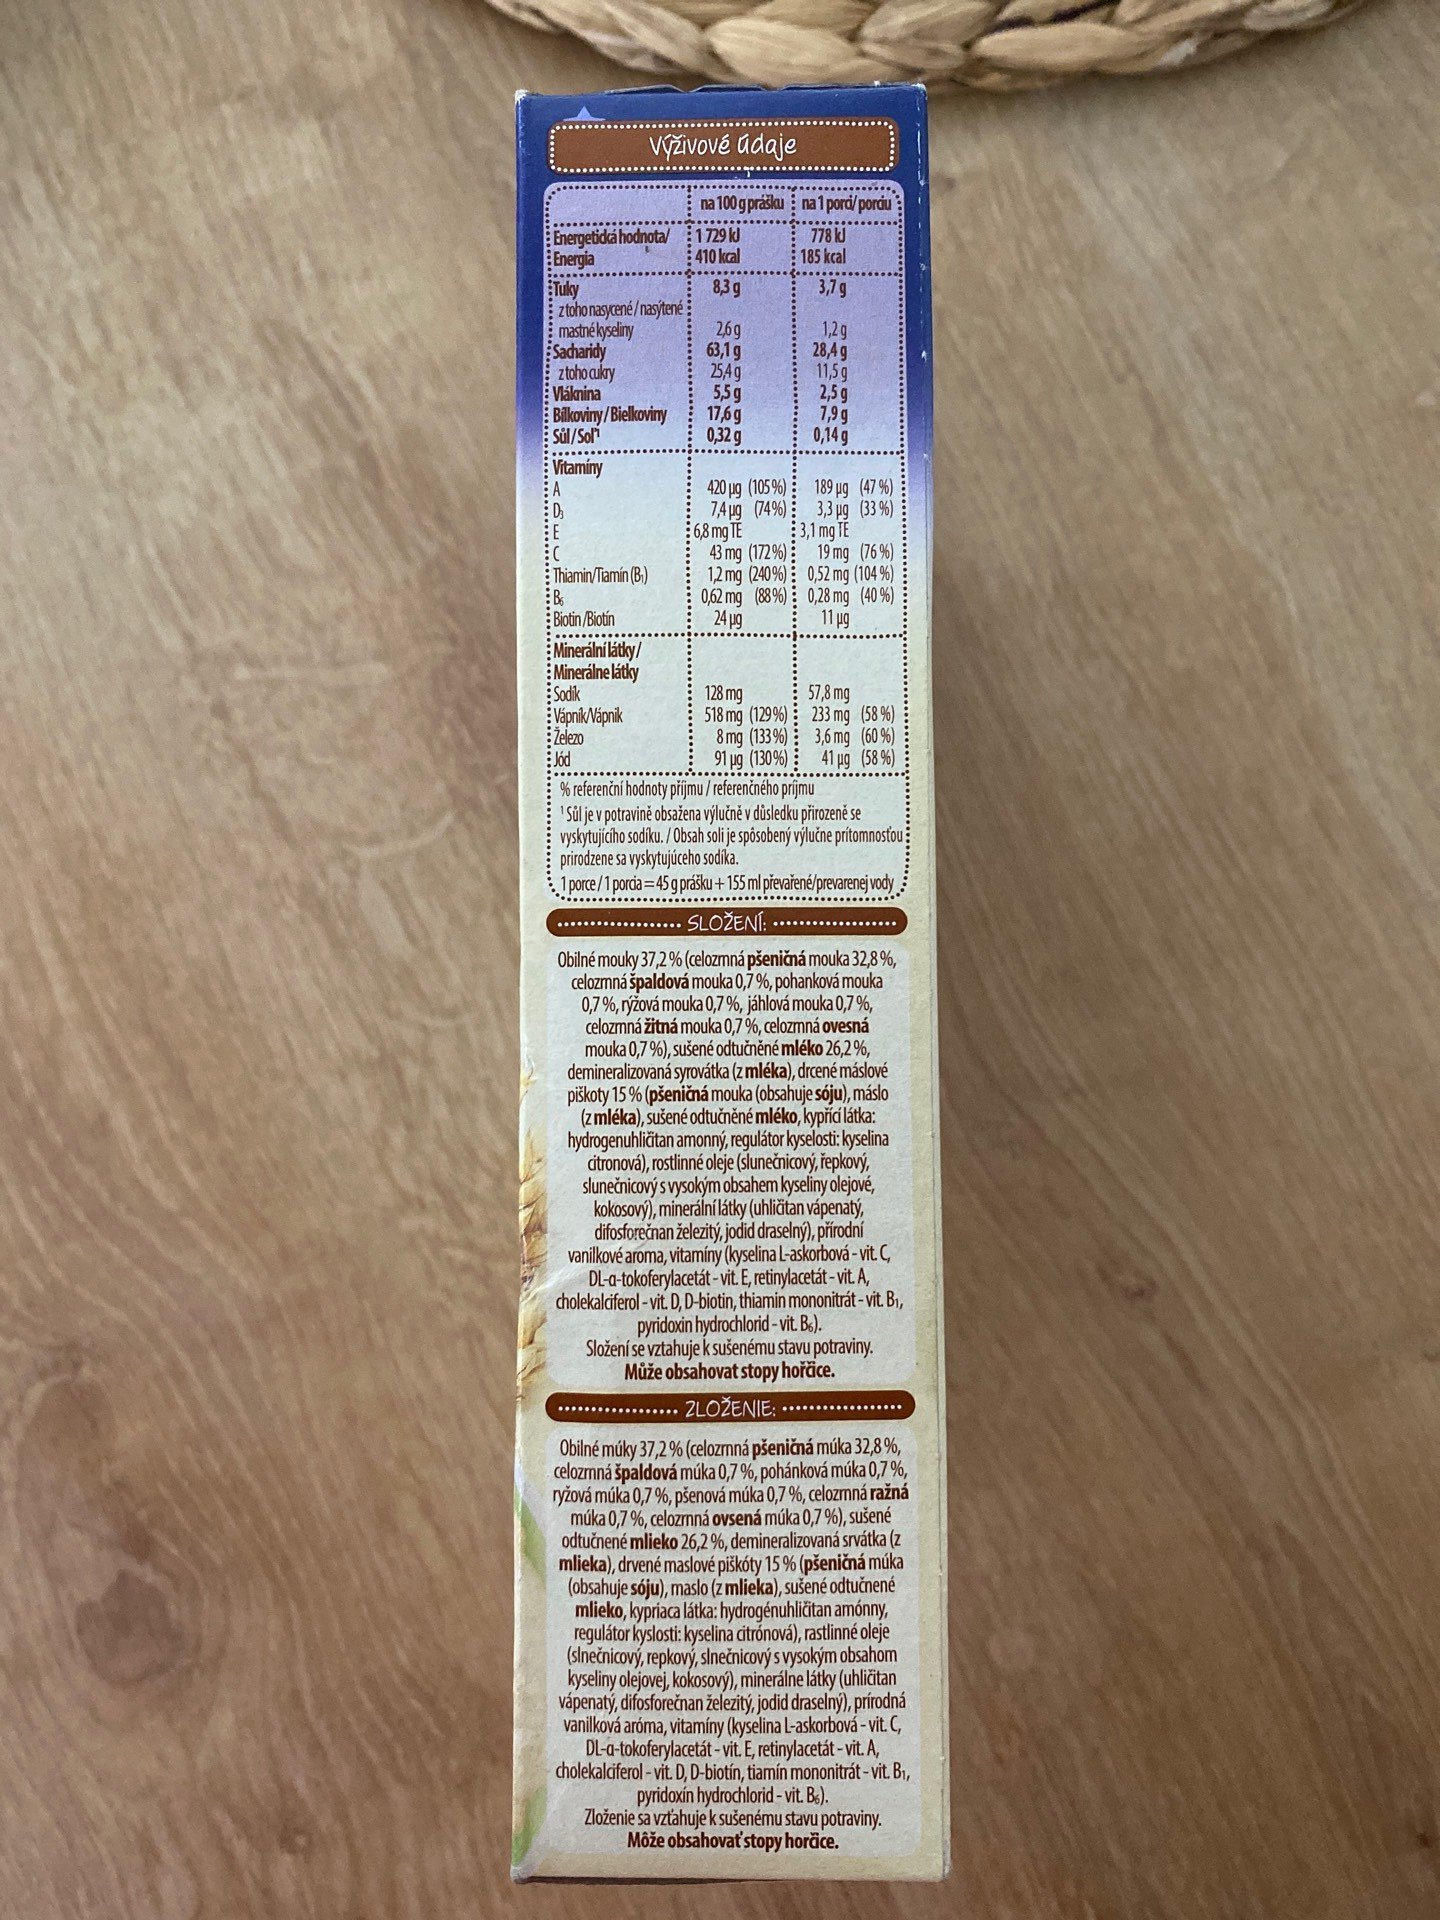 Výživové údaje
na 100 g prášku na 1 porci/porciu
Energetická hodnota/ 1 729 kJ 778 kJ
Energia 410 kcal 185 kcal
Tuky 8,3 g 3,7 g
z toho nasycené / nasýtené
mastné kyseliny 2,6 g 1,2 g
Sacharidy 63,1 g 28,4 g
z toho cukry 25,4 g 11,5 g
Vláknina 5,5 g 2,5 g
Bílkoviny / Bielkoviny 17,6 g 7,9 g
Sůl / Soľ¹ 0,32 g 0,14 g
Vitamíny
A 420 µg (105 %) 189 µg (47 %)
D₃ 7,4 µg (74 %) 3,3 µg (33 %)
E 6,8 mg TE 3,1 mg TE
C 43 mg (172 %) 19 mg (76 %)
Thiamin/Tiamín (B₁) 1,2 mg (240 %) 0,52 mg (104 %)
B₆ 0,62 mg (88 %) 0,28 mg (40 %)
Biotin /Biotín 24 µg 11 µg
Minerální látky /
Minerálne látky
Sodík 128 mg 57,8 mg
Vápník/Vápnik 518 mg (129 %) 233 mg (58 %)
Železo 8 mg (133 %) 3,6 mg (60 %)
Jód 91 µg (130 %) 41 µg (58 %)
% referenční hodnoty příjmu / referenčného príjmu
¹ Sůl je v potravině obsažena výlučně v důsledku přirozeně se
vyskytujícího sodíku. / Obsah soli je spôsobený výlučne prítomnosťou
prirodzene sa vyskytujúceho sodíka.
1 porce / 1 porcia = 45 g prášku + 155 ml převařené/prevarenej vody
SLOŽENÍ:
Obilné mouky 37,2 % (celozrnná pšeničná mouka 32,8 %,
celozrnná špaldová mouka 0,7 %, pohanková mouka
0,7 %, rýžová mouka 0,7 %, jáhlová mouka 0,7 %,
celozrnná žitná mouka 0,7 %, celozrnná ovesná
mouka 0,7 %), sušené odtučněné mléko 26,2 %,
demineralizovaná syrovátka (z mléka), drcené máslové
piškoty 15 % (pšeničná mouka (obsahuje sóju), máslo
(z mléka), sušené odtučněné mléko, kypřící látka:
hydrogenuhličitan amonný, regulátor kyselosti: kyselina
citronová), rostlinné oleje (slunečnicový, řepkový,
slunečnicový s vysokým obsahem kyseliny olejové,
kokosový), minerální látky (uhličitan vápenatý,
difosforečnan železitý, jodid draselný), přírodní
vanilkové aroma, vitamíny (kyselina L-askorbová - vit. C,
DL-α-tokoferylacetát - vit. E, retinylacetát - vit. A,
cholekalciferol - vit. D, D-biotin, thiamin mononitrát - vit. B₁,
pyridoxin hydrochlorid - vit. B₆).
Složení se vztahuje k sušenému stavu potraviny.
Může obsahovat stopy hořčice.
ZLOŽENIE:
Obilné múky 37,2 % (celozrnná pšeničná múka 32,8 %,
celozrnná špaldová múka 0,7 %, pohánková múka 0,7 %,
ryžová múka 0,7 %, pšenová múka 0,7 %, celozrnná ražná
múka 0,7 %, celozrnná ovsená múka 0,7 %), sušené
odtučnené mlieko 26,2 %, demineralizovaná srvátka (z
mlieka), drvené maslové piškóty 15 % (pšeničná múka
(obsahuje sóju), maslo (z mlieka), sušené odtučnené
mlieko, kypriaca látka: hydrogénuhličitan amónny,
regulátor kyslosti: kyselina citrónová), rastlinné oleje
(slnečnicový, repkový, slnečnicový s vysokým obsahom
kyseliny olejovej, kokosový), minerálne látky (uhličitan
vápenatý, difosforečnan železitý, jodid draselný), prírodná
vanilková aróma, vitamíny (kyselina L-askorbová - vit. C,
DL-α-tokoferylacetát - vit. E, retinylacetát - vit. A,
cholekalciferol - vit. D, D-biotín, tiamín mononitrát - vit. B₁,
pyridoxín hydrochlorid - vit. B₆).
Zloženie sa vzťahuje k sušenému stavu potraviny.
Môže obsahovať stopy horčice.